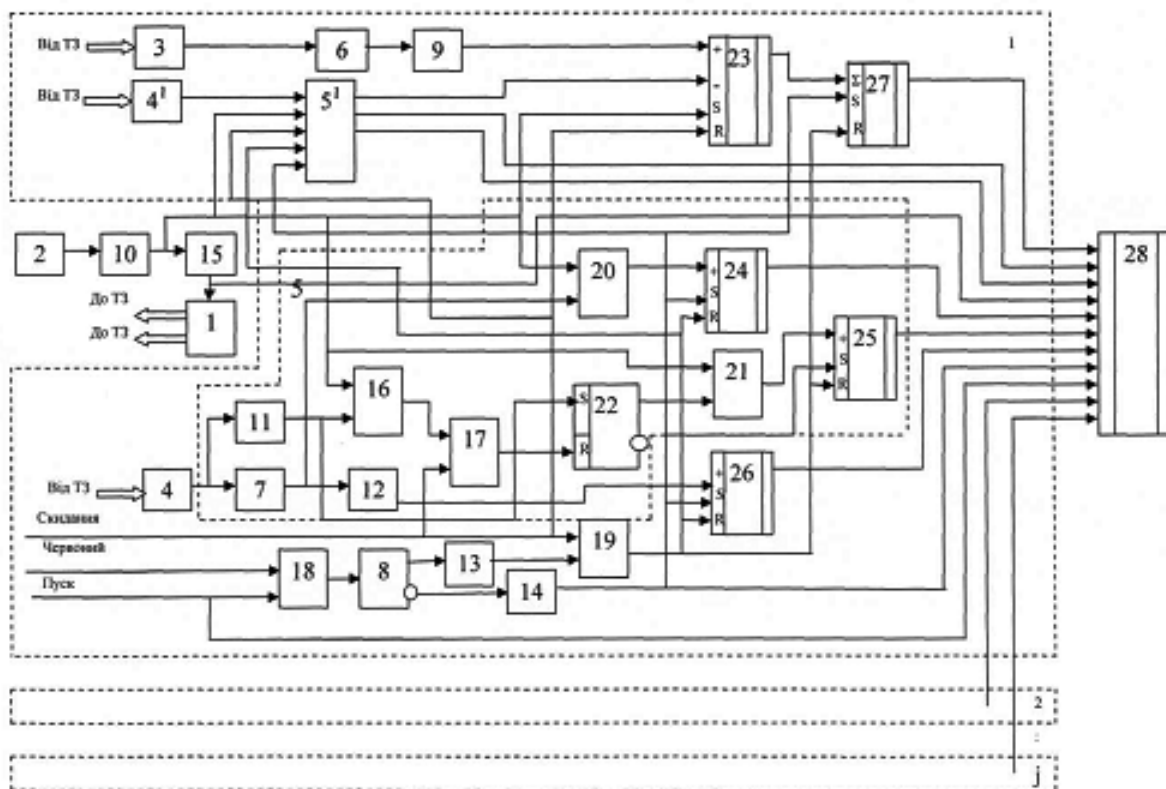 Від ТЗ 3 6 9 + 23 1
- Σ 27
Від ТЗ 4¹ 5¹ S S
R R
2 10 15 20 + 24 28
5 S
До ТЗ R
До ТЗ 1 + 25
S
16 21 R
S 22
11 17
R + 26
Від ТЗ 4 7 12 S
R
Скидання
19
Червоний 13
18 8
Пуск 14
2
:
j